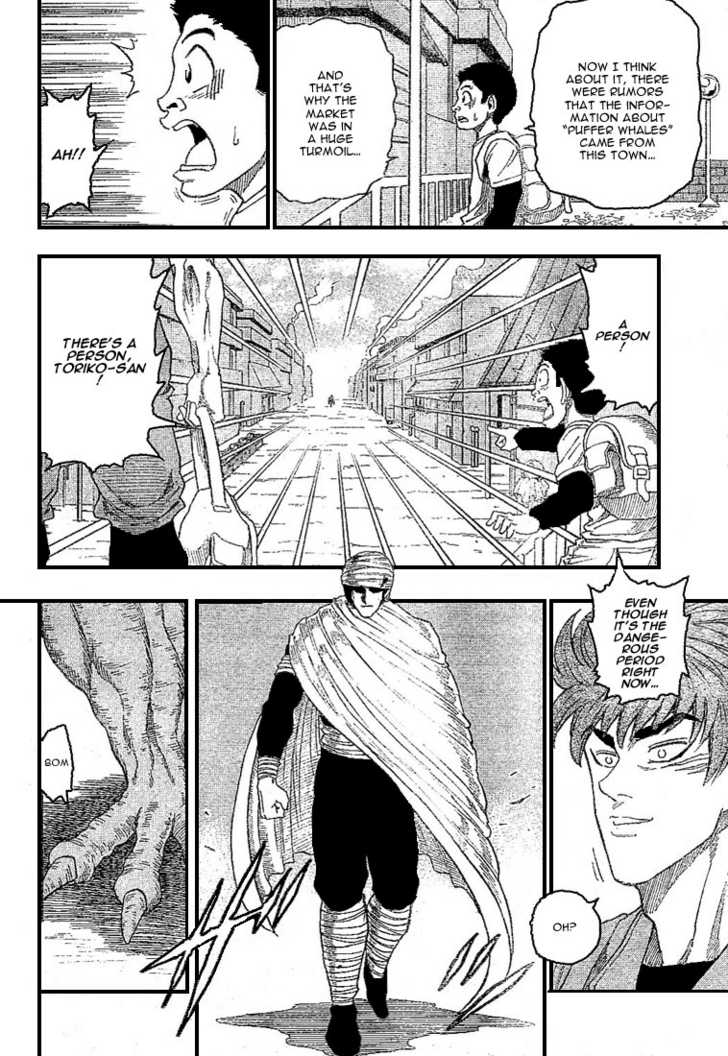 NOW I THINK
ABOUT IT, THERE
WERE RUMORS
THAT THE INFOR-
MATION ABOUT
"PUFFER WHALES"
CAME FROM
THIS TOWN...
AND
THAT'S
WHY THE
MARKET
WAS IN
A HUGE
TURMOIL...
AH!!
A
PERSON
!
THERE'S A
PERSON,
TORIKO-SAN
!
EVEN
THOUGH
IT'S THE
DANGE-
ROUS
PERIOD
RIGHT
NOW...
OH?
WOB